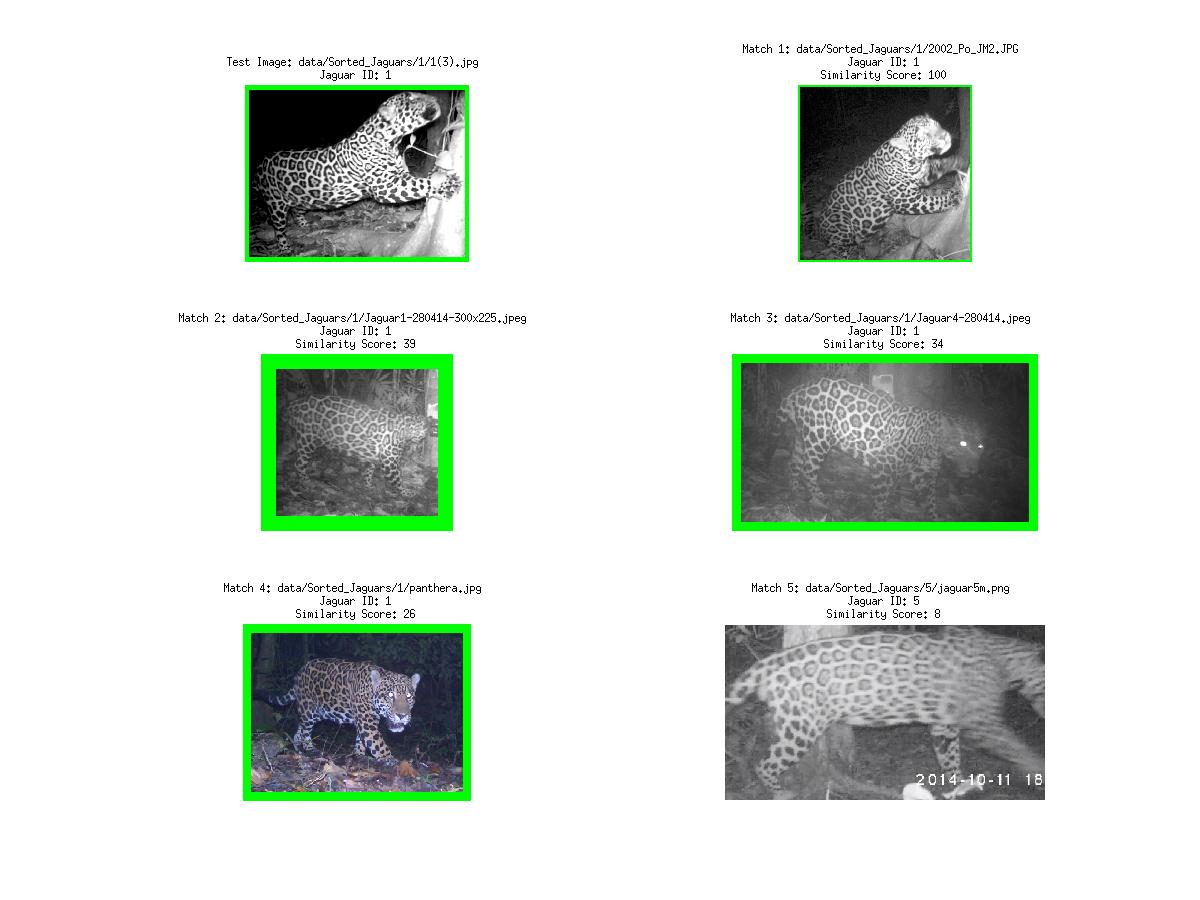 Test Image: data/Sorted_Jaguars/1/1(3).jpg
Jaguar ID: 1
Match 1: data/Sorted_Jaguars/1/2002_Po_JM2.JPG
Jaguar ID: 1
Similarity Score: 100
Match 2: data/Sorted_Jaguars/1/Jaguar1-280414-300x225.jpeg
Jaguar ID: 1
Similarity Score: 39
Match 3: data/Sorted_Jaguars/1/Jaguar4-280414.jpeg
Jaguar ID: 1
Similarity Score: 34
Match 4: data/Sorted_Jaguars/1/panthera.jpg
Jaguar ID: 1
Similarity Score: 26
Match 5: data/Sorted_Jaguars/5/jaguar5m.png
Jaguar ID: 5
Similarity Score: 8
2014-10-11 18